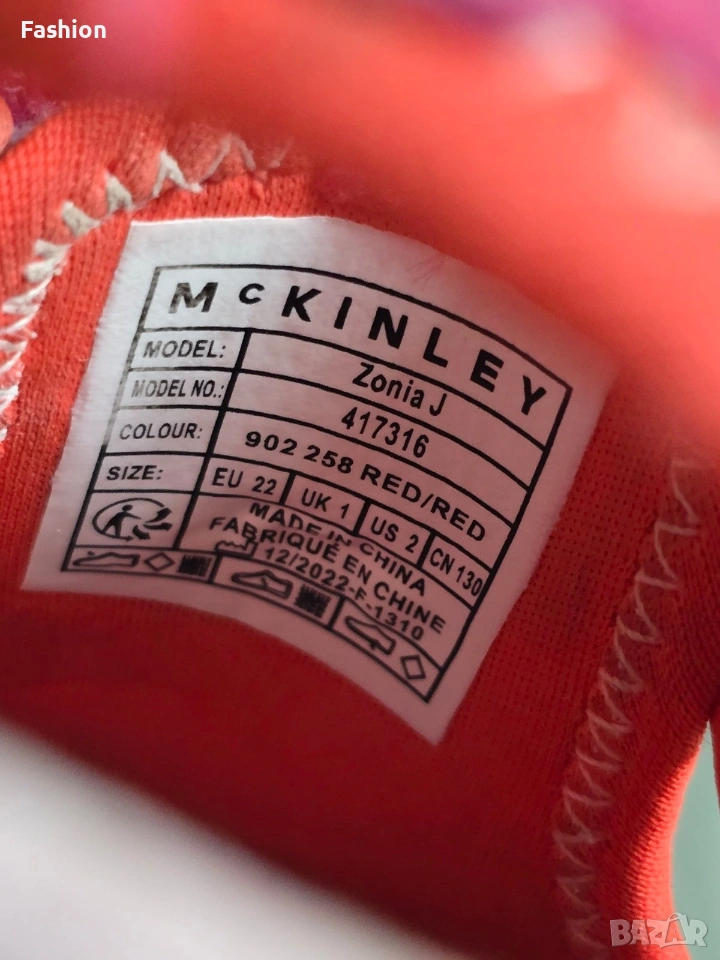 Fashion
McKINLEY
MODEL: Zonia J
MODEL NO.: 417316
COLOUR: 902 258 RED/RED
SIZE: EU 22 UK 1 US 2 CN 130
MADE IN CHINA
FABRIQUÉ EN CHINE
12/2022-F-1310
BAZAR